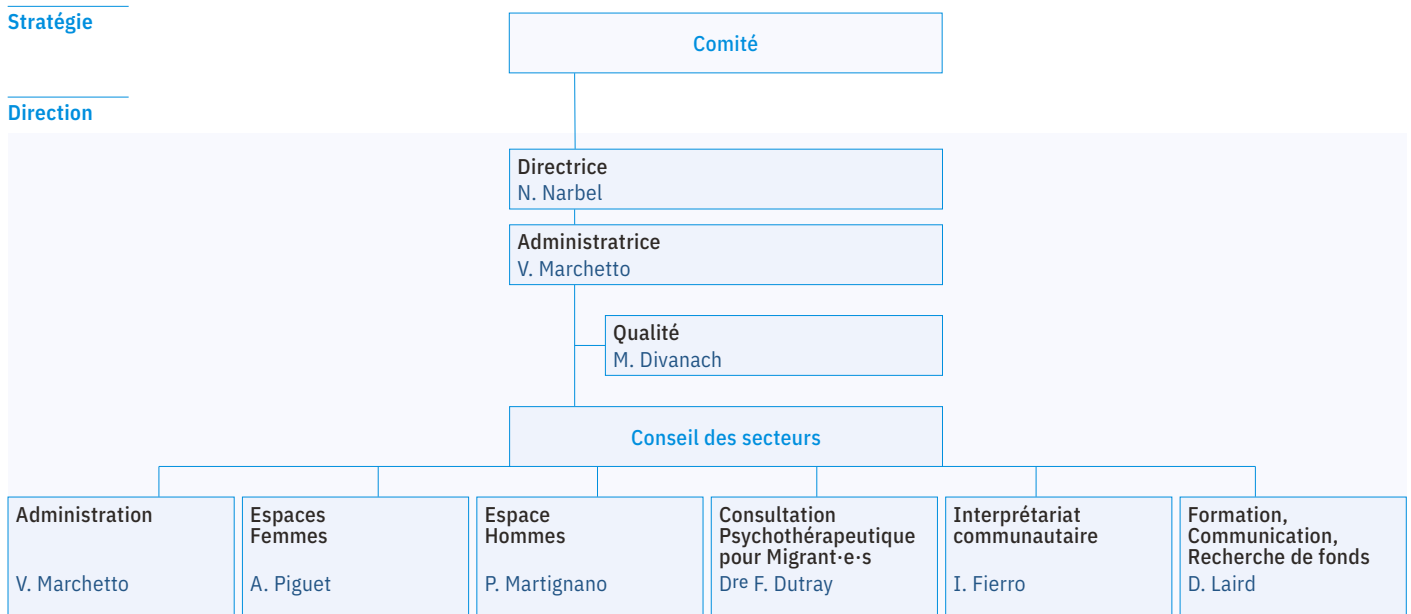 Stratégie
Comité
Direction
Directrice
N. Narbel
Administratrice
V. Marchetto
Qualité
M. Divanach
Conseil des secteurs
Administration
V. Marchetto
Espaces
Femmes
A. Piguet
Espace
Hommes
P. Martignano
Consultation
Psychothérapeutique
pour Migrant·e·s
Dre F. Dutray
Interprétariat
communautaire
I. Fierro
Formation,
Communication,
Recherche de fonds
D. Laird